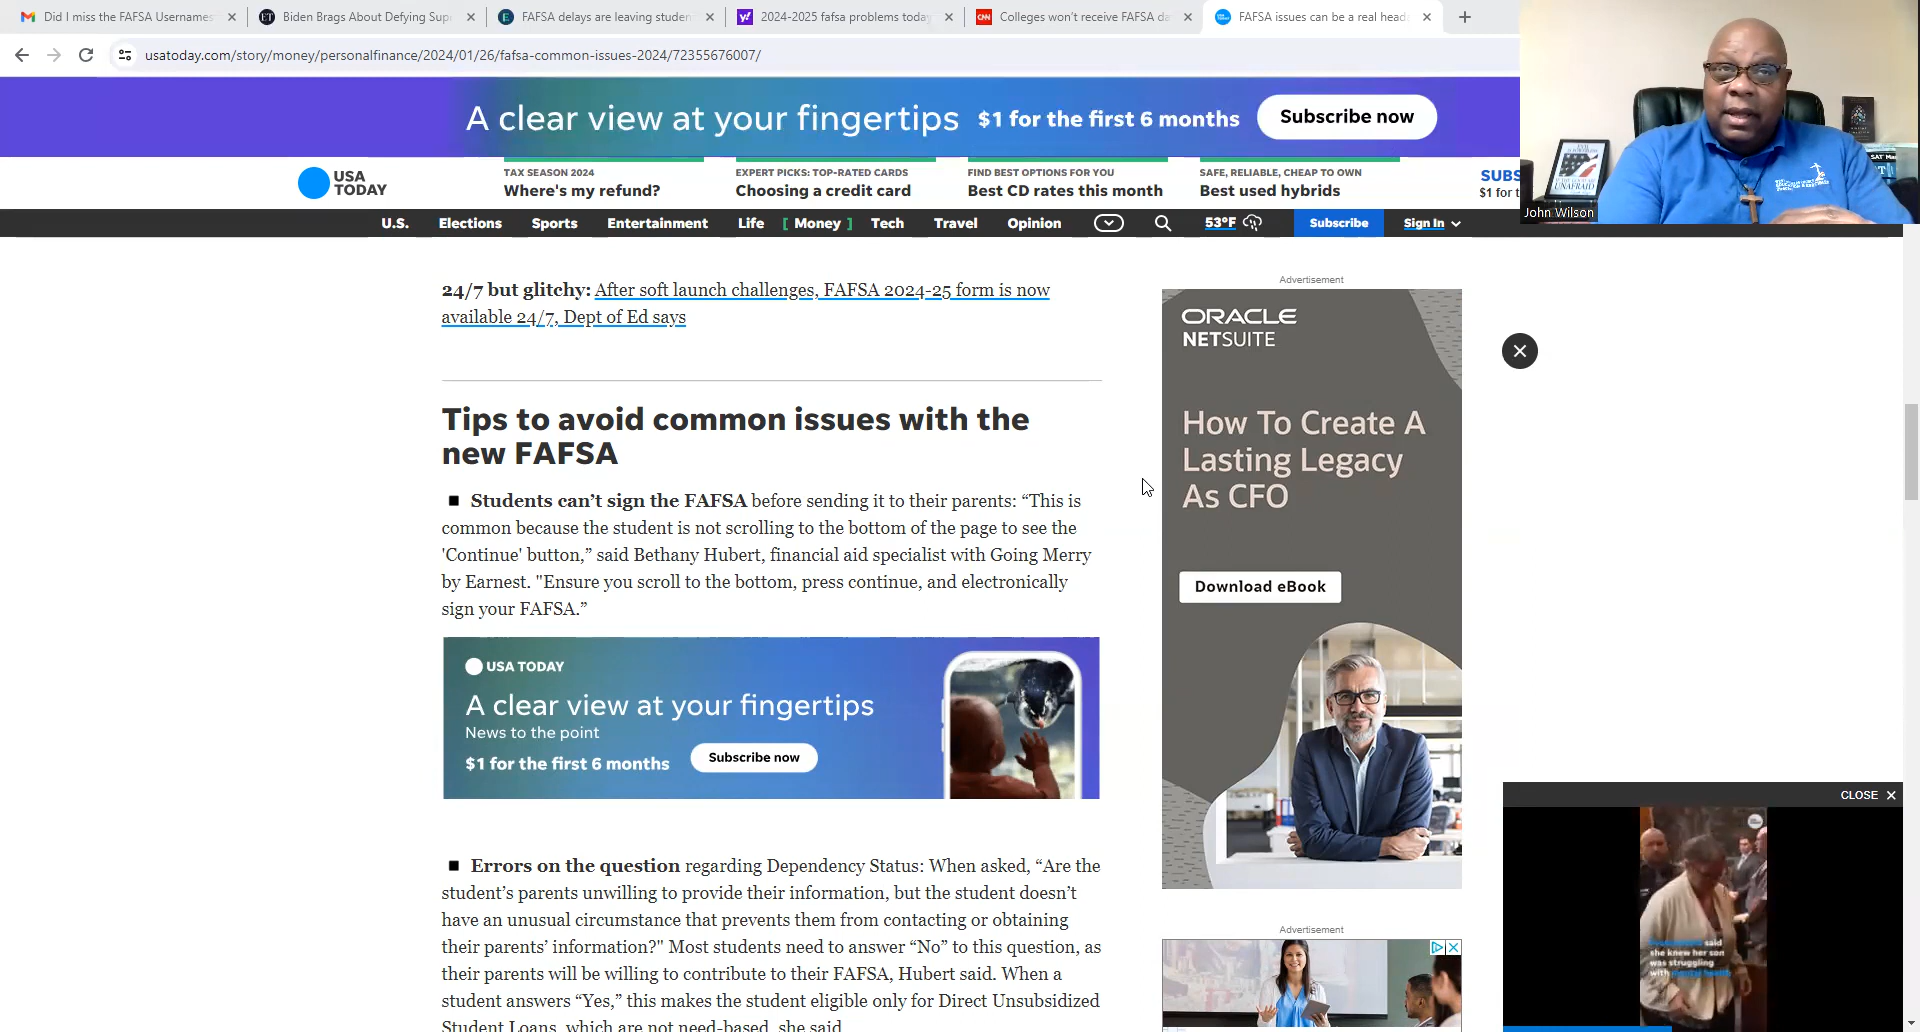 Did I miss the FAFSA Usernames
Biden Brags About Defying Sup
FAFSA delays are leaving studen
2024-2025 fafsa problems today
Colleges won't receive FAFSA da
FAFSA issues can be a real heada
usatoday.com/story/money/personalfinance/2024/01/26/fafsa-common-issues-2024/72355676007/
A clear view at your fingertips $1 for the first 6 months Subscribe now
USA
TODAY
TAX SEASON 2024
Where's my refund?
EXPERT PICKS: TOP-RATED CARDS
Choosing a credit card
FIND BEST OPTIONS FOR YOU
Best CD rates this month
SAFE, RELIABLE, CHEAP TO OWN
Best used hybrids
SUBS
$1 for t
U.S. Elections Sports Entertainment Life [ Money ] Tech Travel Opinion 53°F Subscribe Sign In
UNAFRAID
John Wilson
24/7 but glitchy: After soft launch challenges, FAFSA 2024-25 form is now
available 24/7, Dept of Ed says
Tips to avoid common issues with the
new FAFSA
■ Students can’t sign the FAFSA before sending it to their parents: “This is
common because the student is not scrolling to the bottom of the page to see the
'Continue' button,” said Bethany Hubert, financial aid specialist with Going Merry
by Earnest. "Ensure you scroll to the bottom, press continue, and electronically
sign your FAFSA.”
USA TODAY
A clear view at your fingertips
News to the point
$1 for the first 6 months Subscribe now
■ Errors on the question regarding Dependency Status: When asked, “Are the
student’s parents unwilling to provide their information, but the student doesn’t
have an unusual circumstance that prevents them from contacting or obtaining
their parents’ information?" Most students need to answer “No” to this question, as
their parents will be willing to contribute to their FAFSA, Hubert said. When a
student answers “Yes,” this makes the student eligible only for Direct Unsubsidized
Student Loans, which are not need-based, she said.
Advertisement
ORACLE
NETSUITE
How To Create A
Lasting Legacy
As CFO
Download eBook
Advertisement
CLOSE
said
she knew her son
was struggling
with mental health